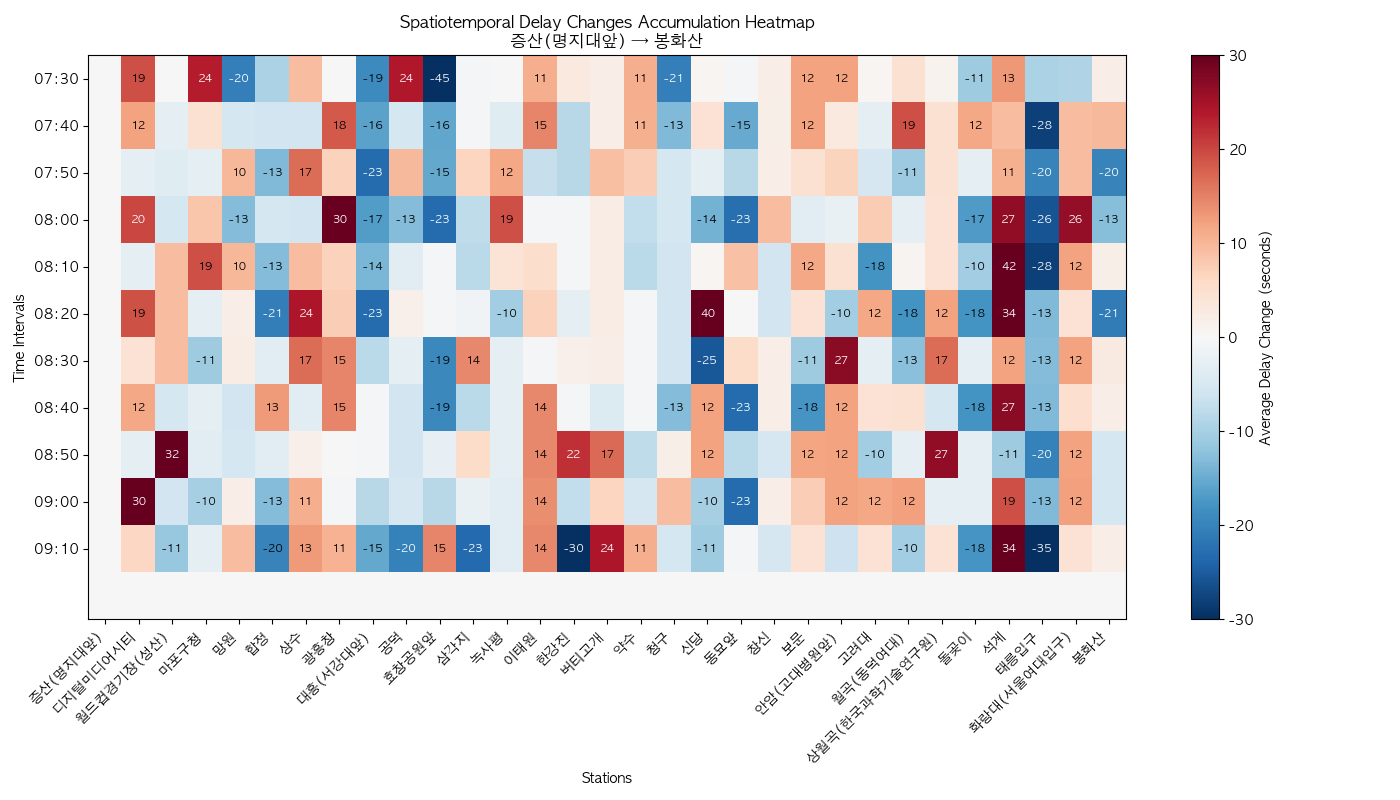 Spatiotemporal Delay Changes Accumulation Heatmap
증산(명지대앞) → 봉화산
07:30 19 24 -20 -19 24 -45 11 11 -21 12 12 -11 13
07:40 12 18 -16 -16 15 11 -13 -15 12 19 12 -28
07:50 10 -13 17 -23 -15 12 -11 11 -20 -20
08:00 20 -13 30 -17 -13 -23 19 -14 -23 -17 27 -26 26 -13
08:10 19 10 -13 -14 12 -18 -10 42 -28 12
08:20 19 -21 24 -23 -10 40 -10 12 -18 12 -18 34 -13 -21
08:30 -11 17 15 -19 14 -25 -11 27 -13 17 12 -13 12
08:40 12 13 15 -19 14 -13 12 -23 -18 12 -18 27 -13
08:50 32 14 22 17 12 12 12 -10 27 -11 -20 12
09:00 30 -10 -13 11 14 -10 -23 12 12 12 19 -13 12
09:10 -11 -20 13 11 -15 -20 15 -23 14 -30 24 11 -11 -10 -18 34 -35
Time Intervals
증산(명지대앞)
디지털미디어시티
월드컵경기장(성산)
마포구청
망원
합정
상수
광흥창
대흥(서강대앞)
공덕
효창공원앞
삼각지
녹사평
이태원
한강진
버티고개
약수
청구
신당
동묘앞
창신
보문
안암(고대병원앞)
고려대
월곡(동덕여대)
상월곡(한국과학기술연구원)
돌곶이
석계
태릉입구
화랑대(서울여대입구)
봉화산
Stations
30
20
10
0
-10
-20
-30
Average Delay Change (seconds)